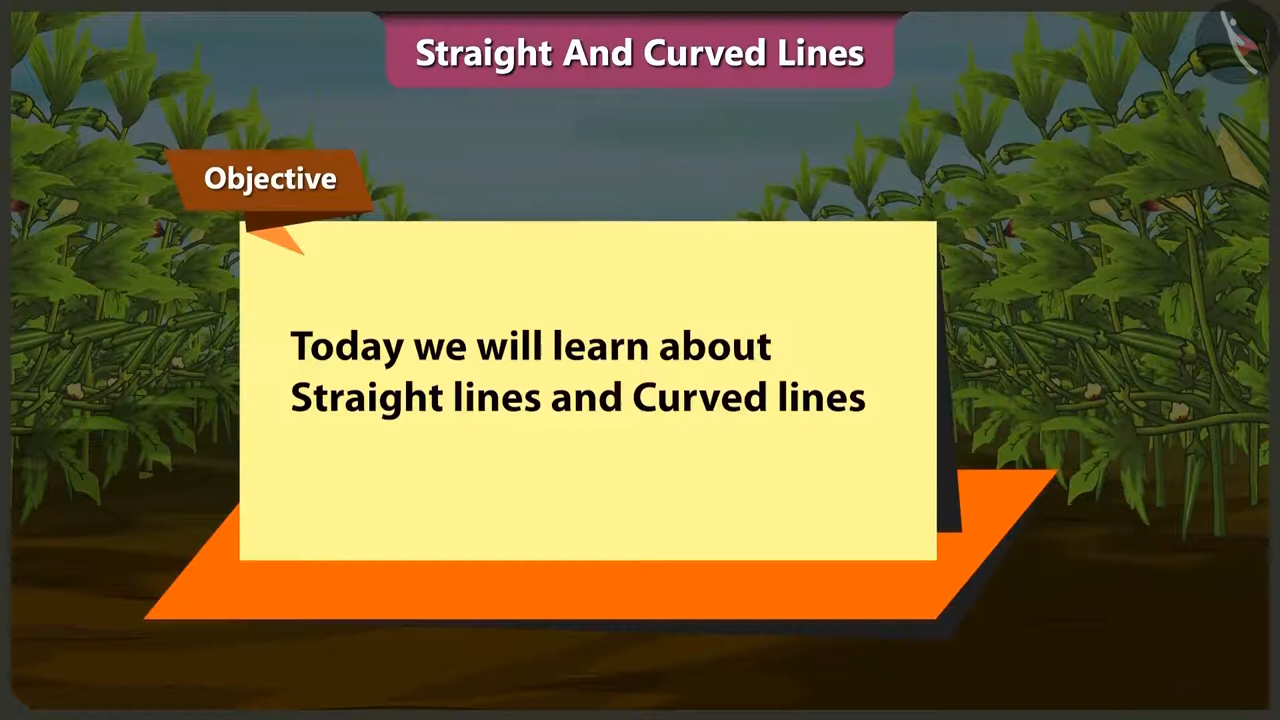 Straight And Curved Lines
Objective
Today we will learn about
Straight lines and Curved lines